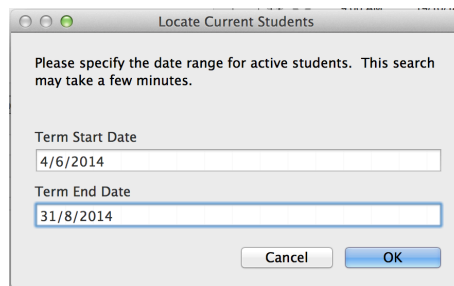 Locate Current Students
Please specify the date range for active students.  This search
may take a few minutes.
Term Start Date
4/6/2014
Term End Date
31/8/2014
Cancel
OK